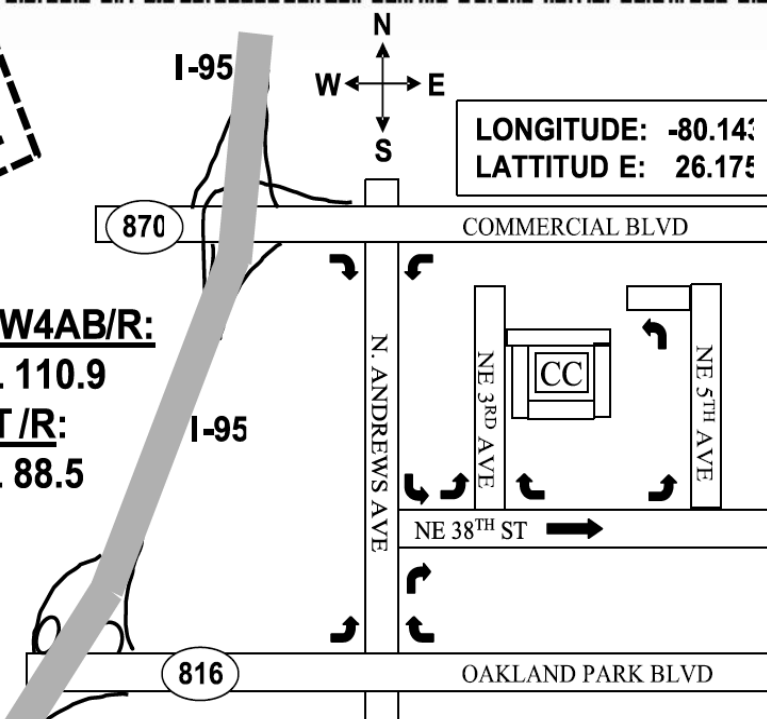 N
I-95
W E
S
LONGITUDE: -80.143
LATTITUD E: 26.175
870
COMMERCIAL BLVD
W4AB/R:
. 110.9
T /R:
. 88.5
I-95
N. ANDREWS AVE
NE 3RD AVE
CC
NE 5TH AVE
NE 38TH ST
816
OAKLAND PARK BLVD